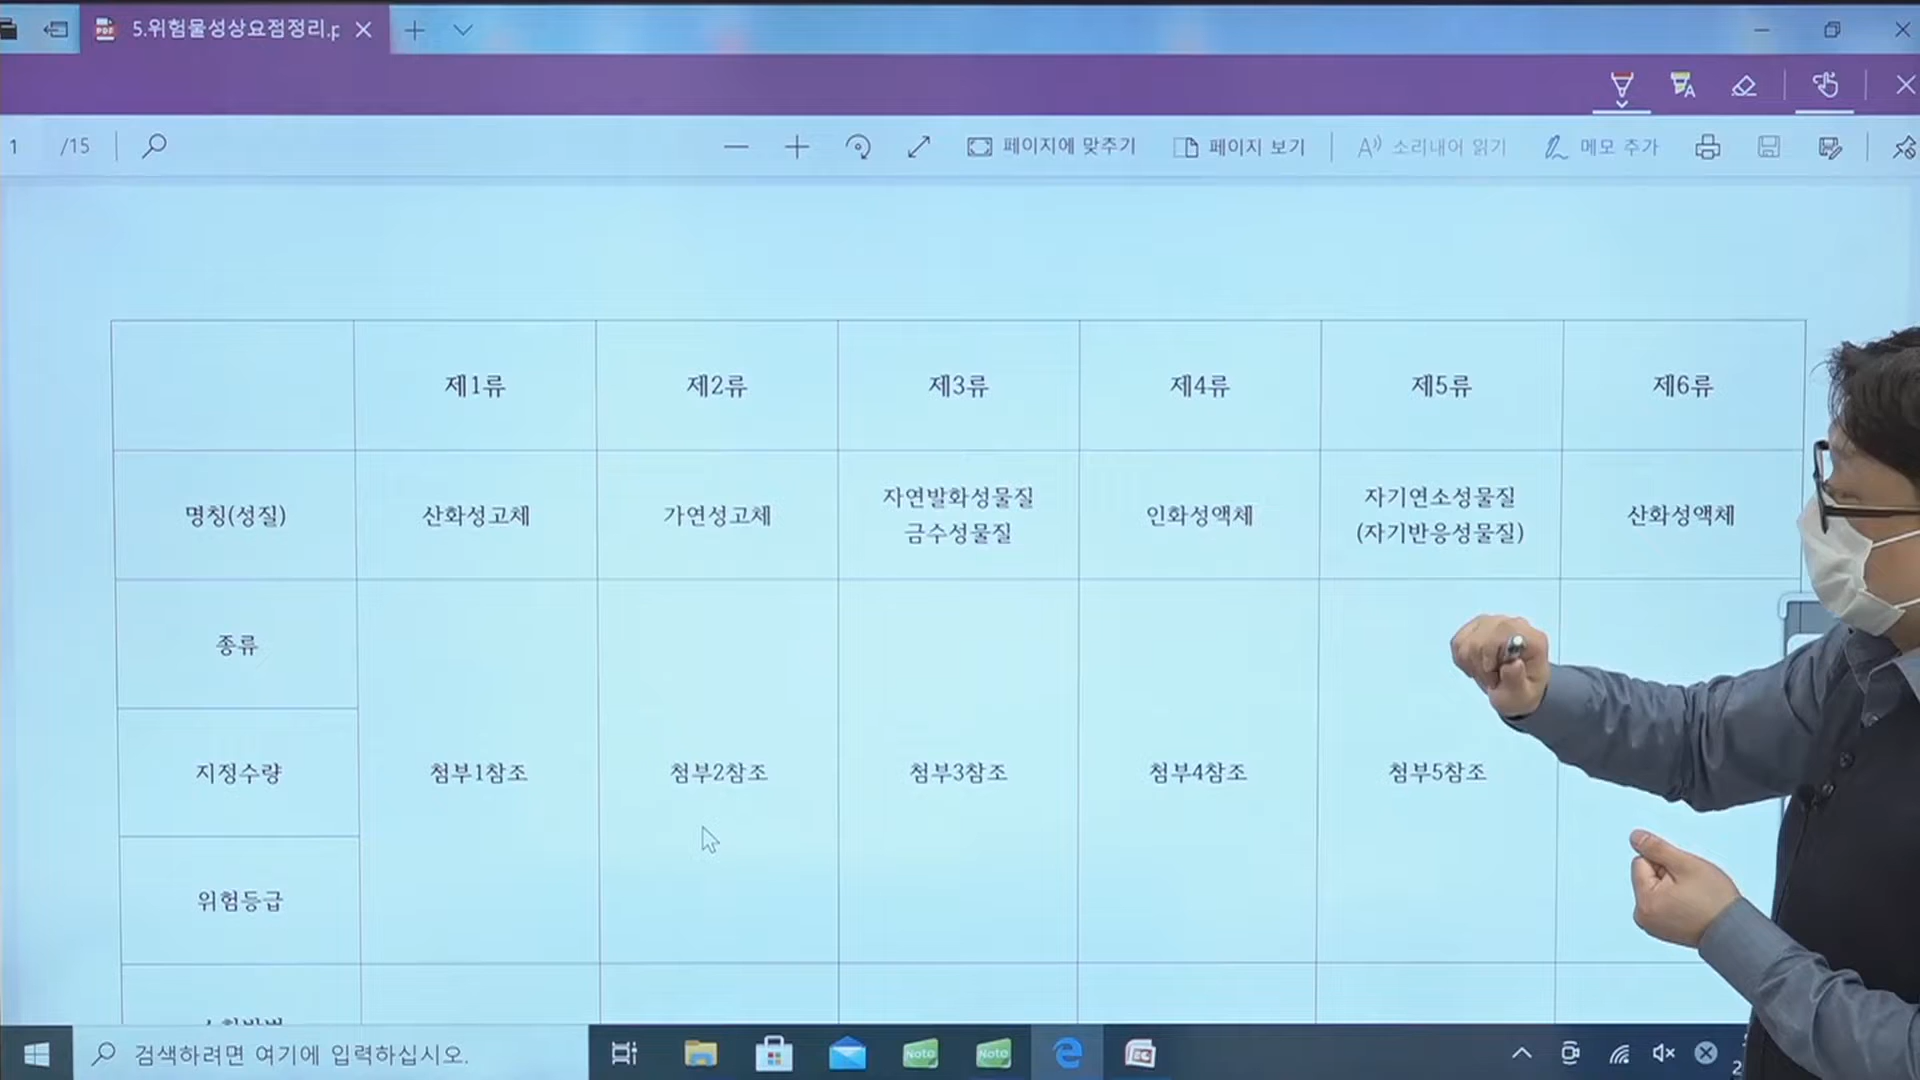 5.위험물성상요점정리.p
1 /15
페이지에 맞추기
페이지 보기
소리내어 읽기
메모 추가
제1류 제2류 제3류 제4류 제5류 제6류
명칭(성질) 산화성고체 가연성고체 자연발화성물질 금수성물질 인화성액체 자기연소성물질 (자기반응성물질) 산화성액체
종류
지정수량 첨부1참조 첨부2참조 첨부3참조 첨부4참조 첨부5참조
위험등급
검색하려면 여기에 입력하십시오.
Note
Note